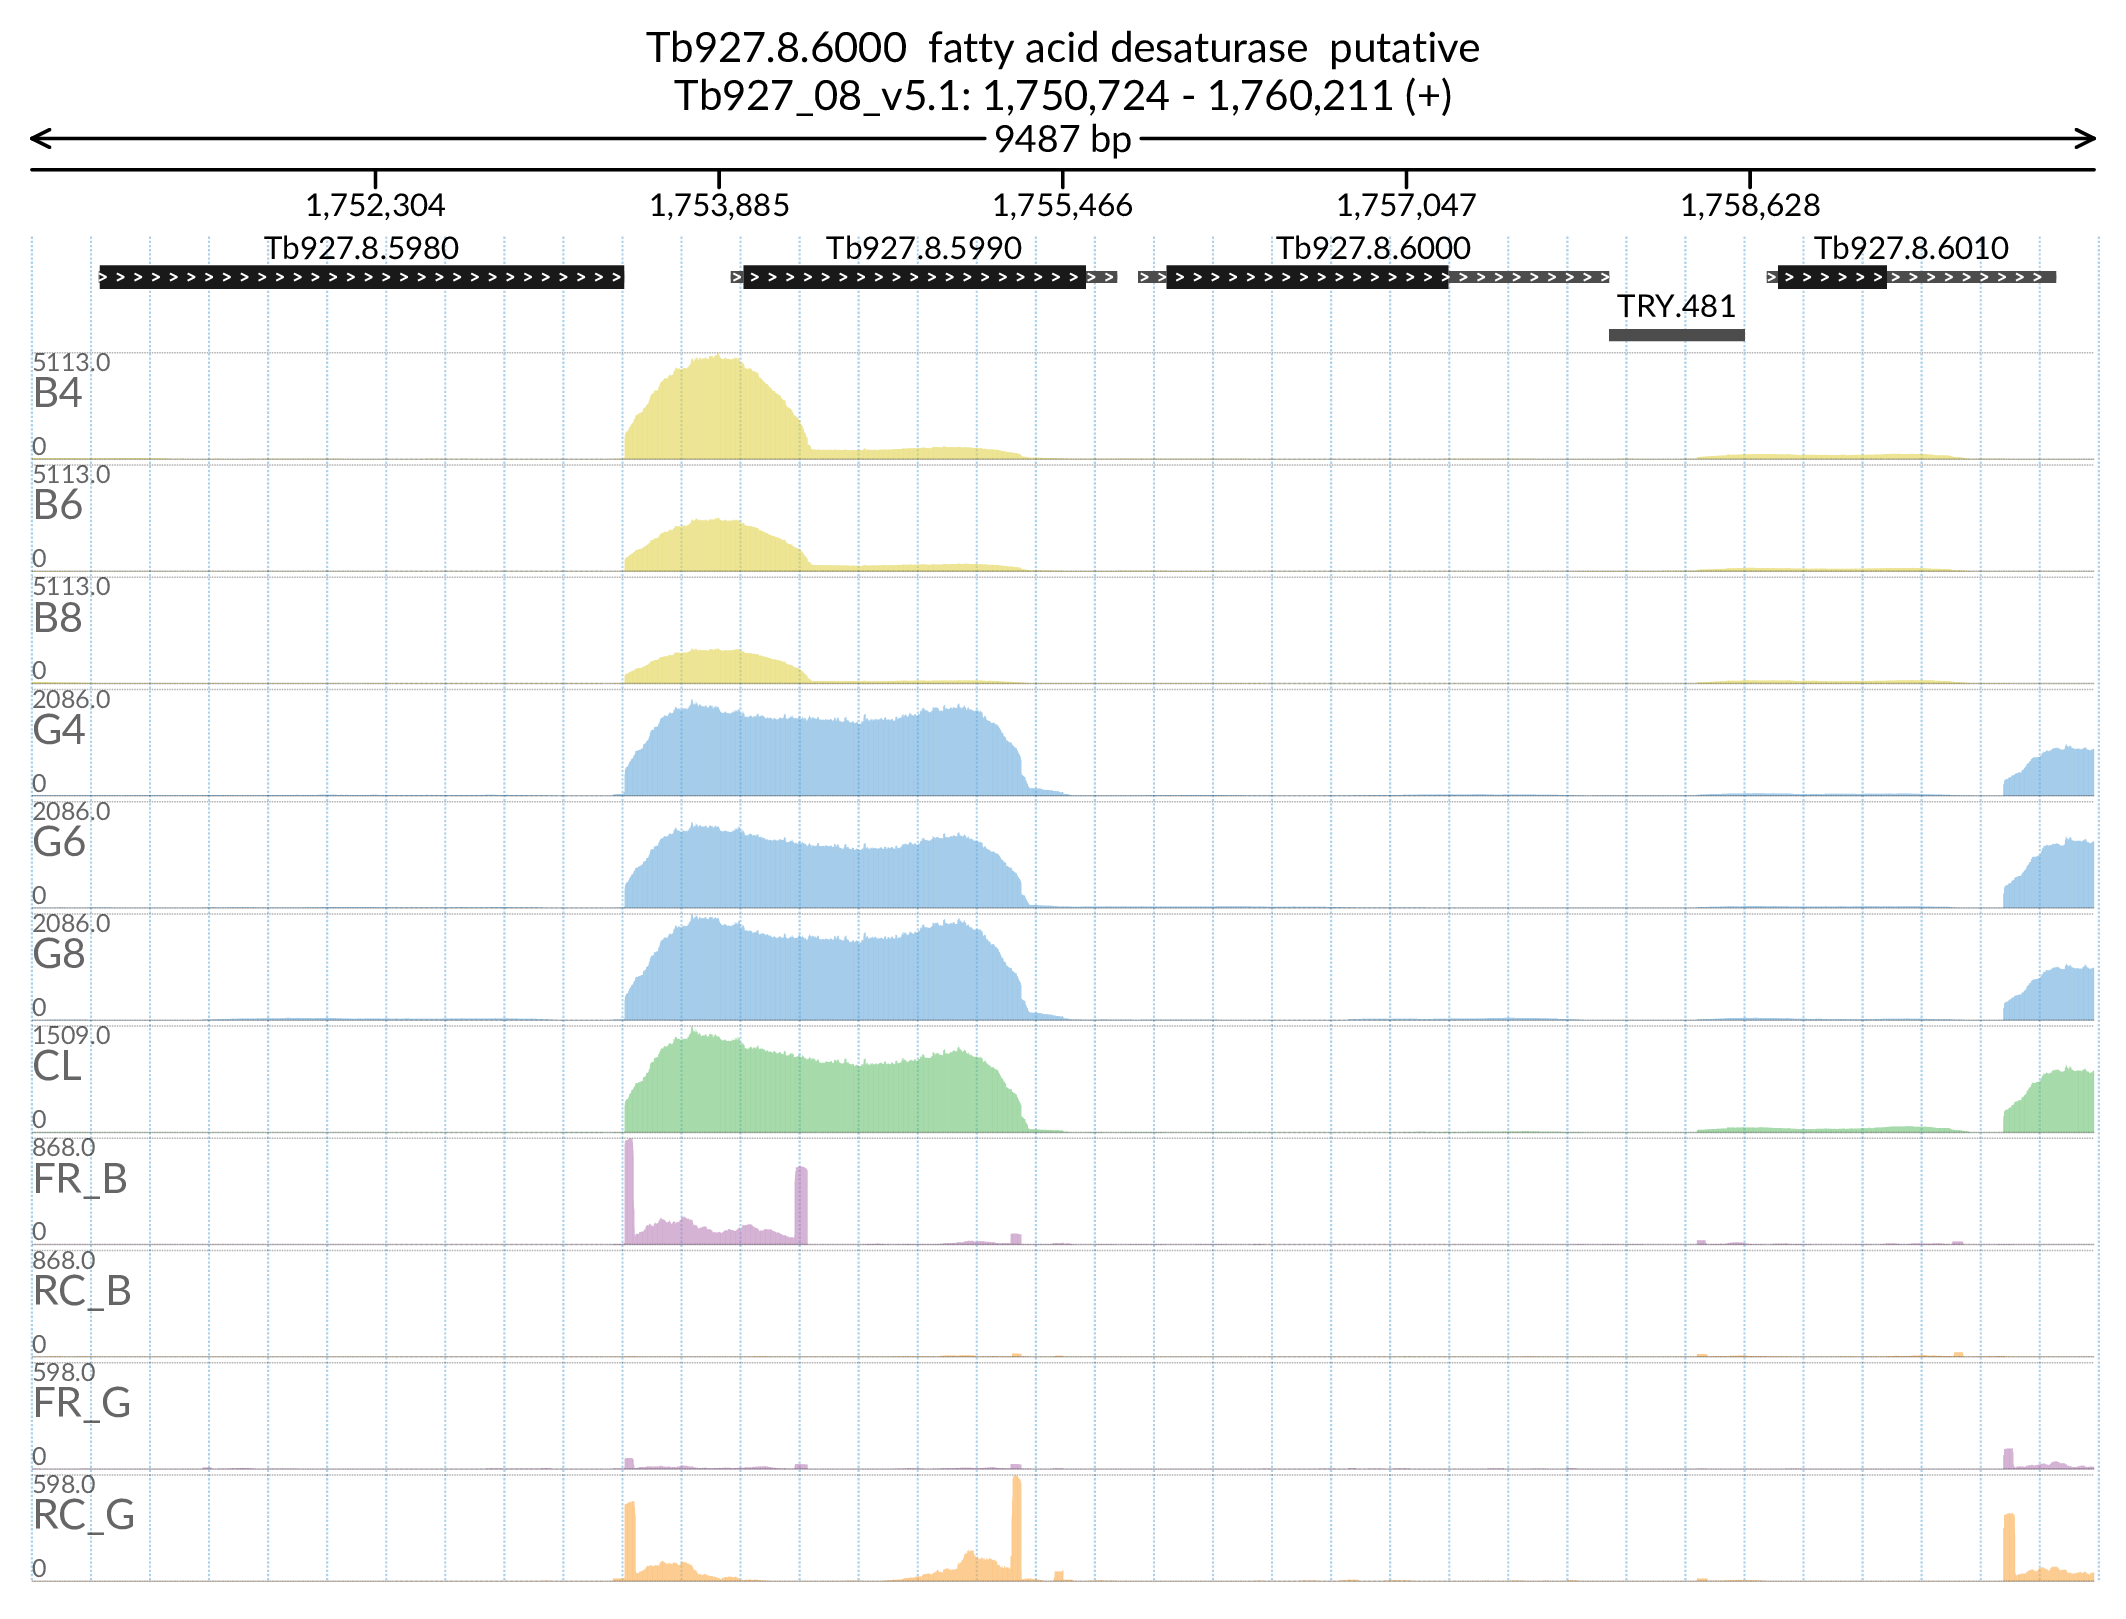 Tb927.8.6000 fatty acid desaturase putative
Tb927_08_v5.1: 1,750,724 - 1,760,211 (+)
9487 bp
1,752,304 1,753,885 1,755,466 1,757,047 1,758,628
Tb927.8.5980 Tb927.8.5990 Tb927.8.6000 Tb927.8.6010
TRY.481
5113.0
B4
0
5113.0
B6
0
5113.0
B8
0
2086.0
G4
0
2086.0
G6
0
2086.0
G8
0
1509.0
CL
0
868.0
FR_B
0
868.0
RC_B
0
598.0
FR_G
0
598.0
RC_G
0